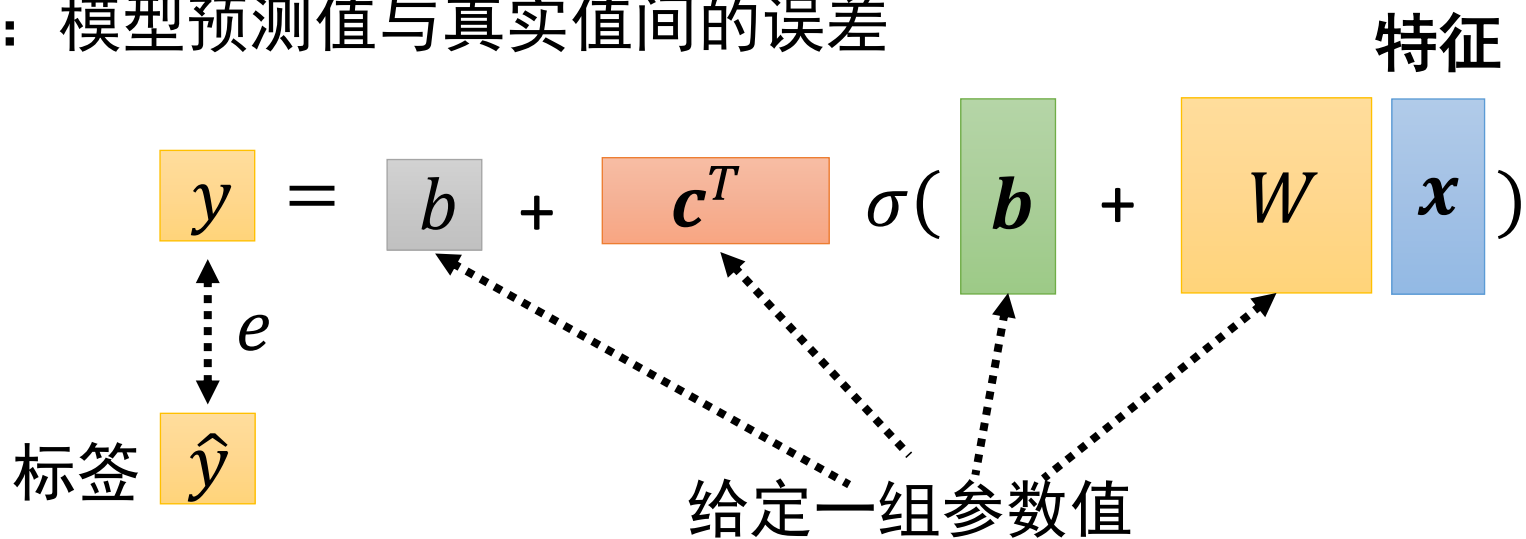 ：模型预测值与真实值间的误差
特征
y = b + c^T σ( b + W x )
e
标签 ŷ
给定一组参数值